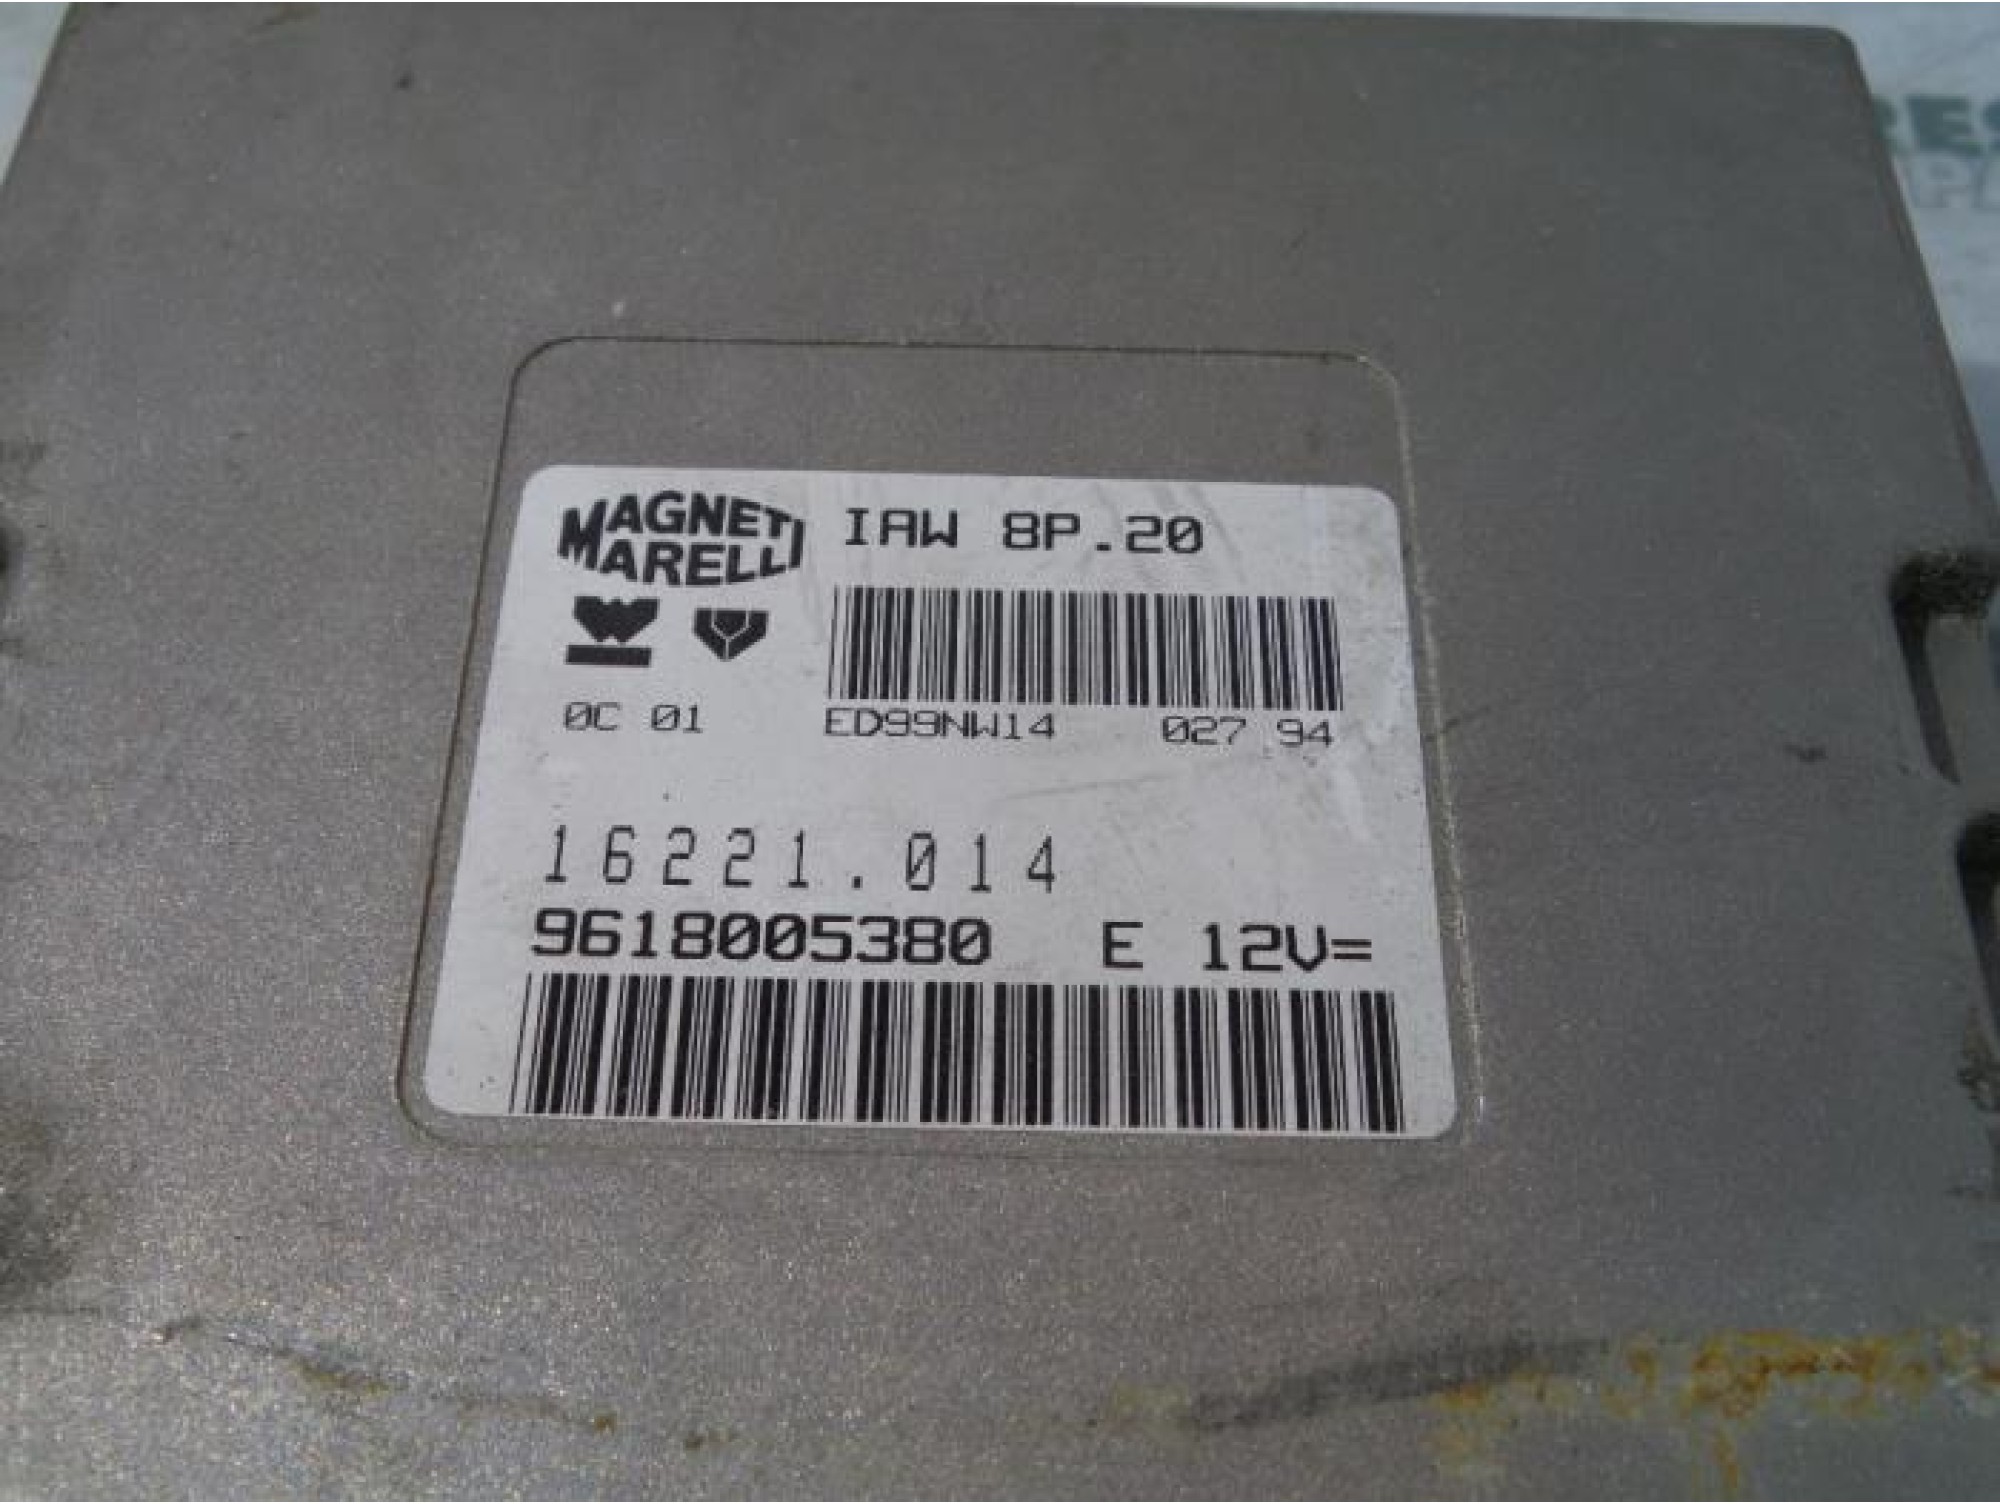 MAGNETI
MARELLI
IAW 8P.20
0C 01 ED99NW14 027 94
16221.014
9618005380 E 12V=